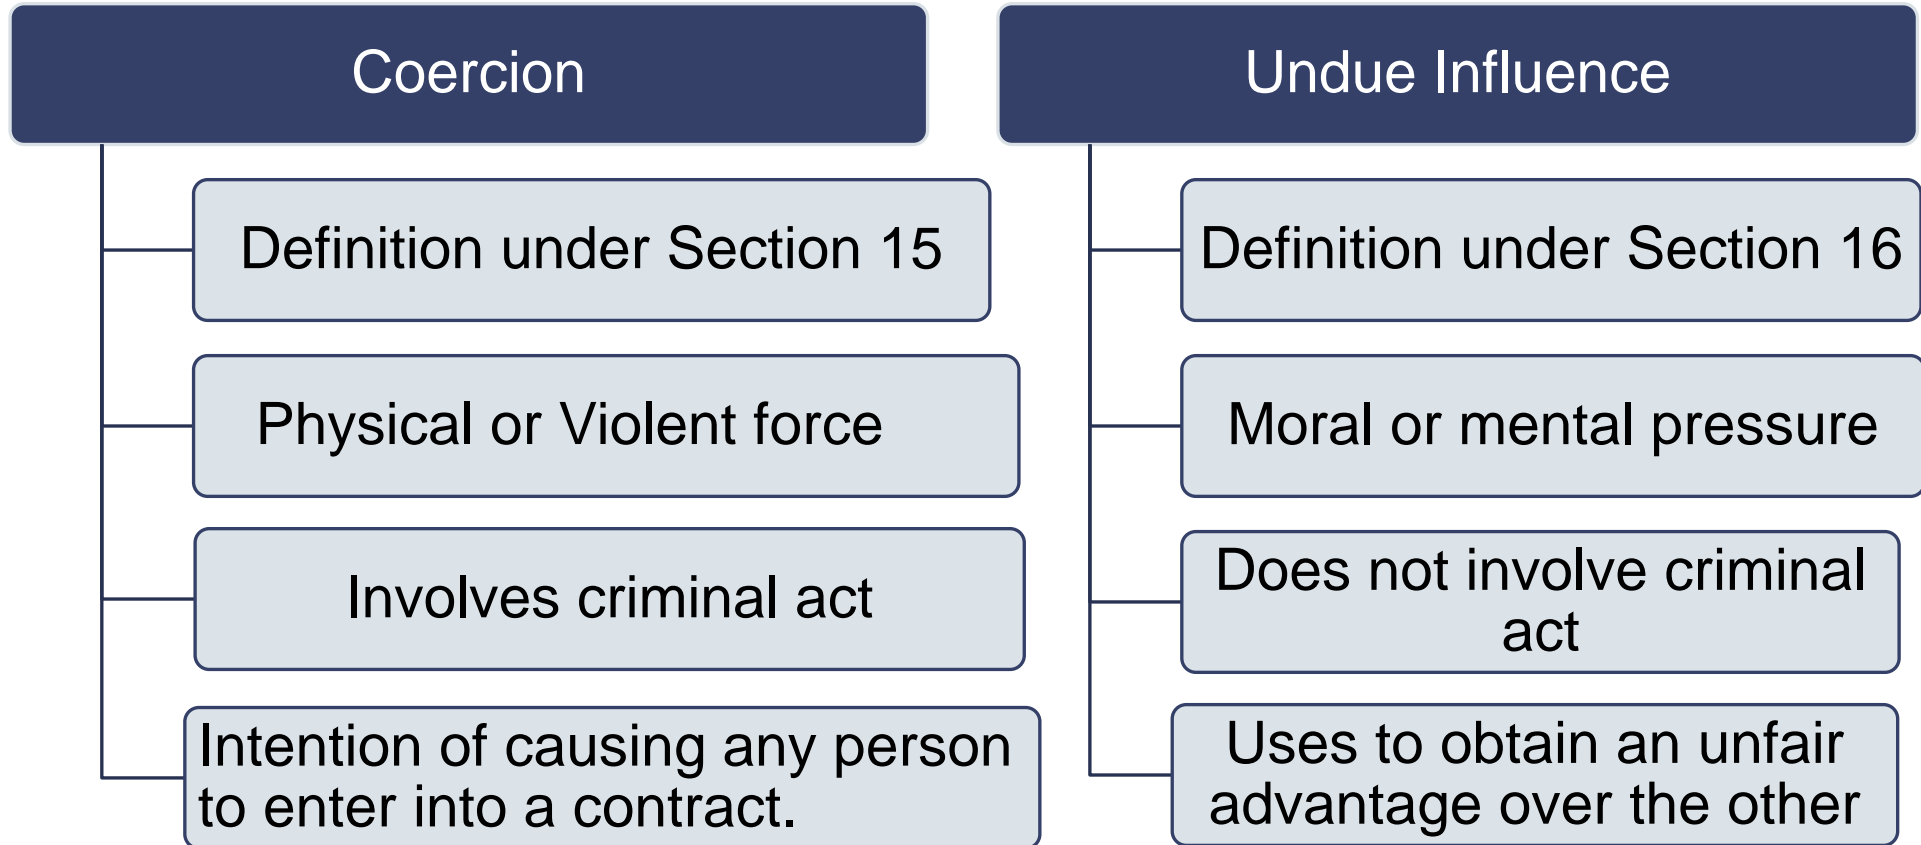 Coercion
Definition under Section 15
Physical or Violent force
Involves criminal act
Intention of causing any person
to enter into a contract.
Undue Influence
Definition under Section 16
Moral or mental pressure
Does not involve criminal
act
Uses to obtain an unfair
advantage over the other